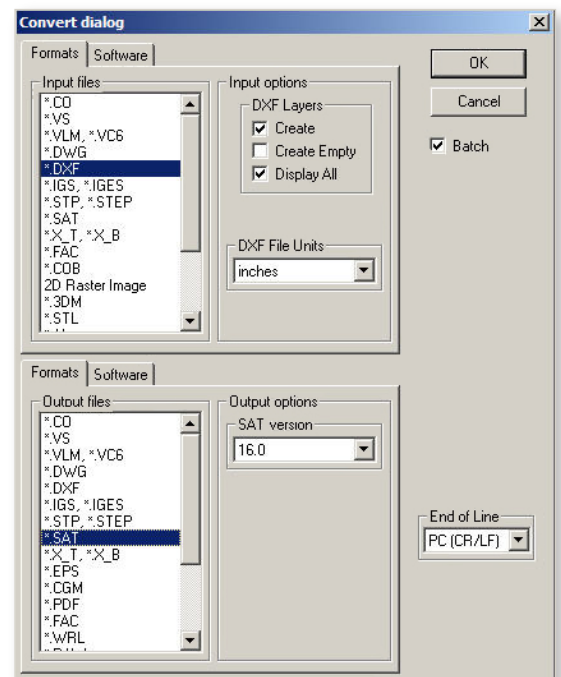 Convert dialog
Formats
Software
Input files
*.CO
*.VS
*.VLM, *.VC6
*.DWG
*.DXF
*.IGS, *.IGES
*.STP, *.STEP
*.SAT
*.X_T, *.X_B
*.FAC
*.COB
2D Raster Image
*.3DM
*.STL
Input options
DXF Layers
Create
Create Empty
Display All
DXF File Units
inches
OK
Cancel
Batch
Formats
Software
Output files
*.CO
*.VS
*.VLM, *.VC6
*.DWG
*.DXF
*.IGS, *.IGES
*.STP, *.STEP
*.SAT
*.X_T, *.X_B
*.EPS
*.CGM
*.PDF
*.FAC
*.WRL
Output options
SAT version
16.0
End of Line
PC (CR/LF)